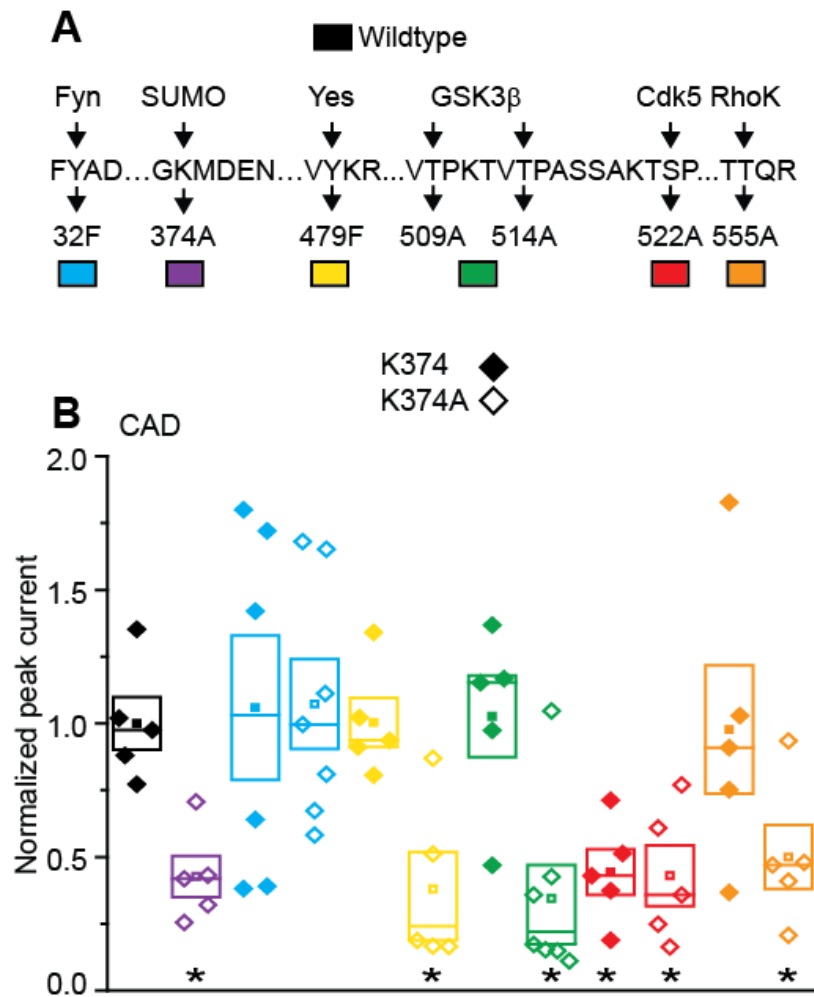 A
Wildtype
Fyn SUMO Yes GSK3β Cdk5 RhoK
FYAD...GKMDEN...VYKR...VTPKTVTPASSAKTSP...TTQR
32F 374A 479F 509A 514A 522A 555A
K374
K374A
B CAD
Normalized peak current
2.0
1.5
1.0
0.5
0.0
* * * * * *